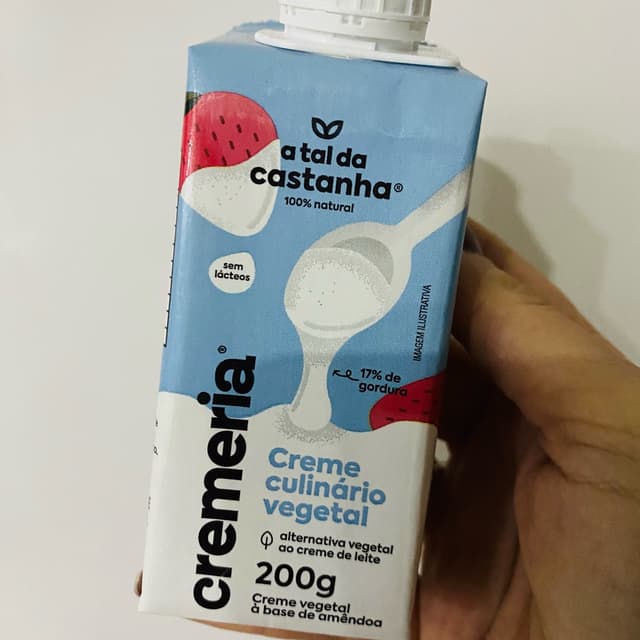 a tal da
castanha®
100% natural
sem
lácteos
IMAGEM ILUSTRATIVA
17% de
gordura
cremeria®
Creme
culinário
vegetal
alternativa vegetal
ao creme de leite
200g
Creme vegetal
à base de amêndoa